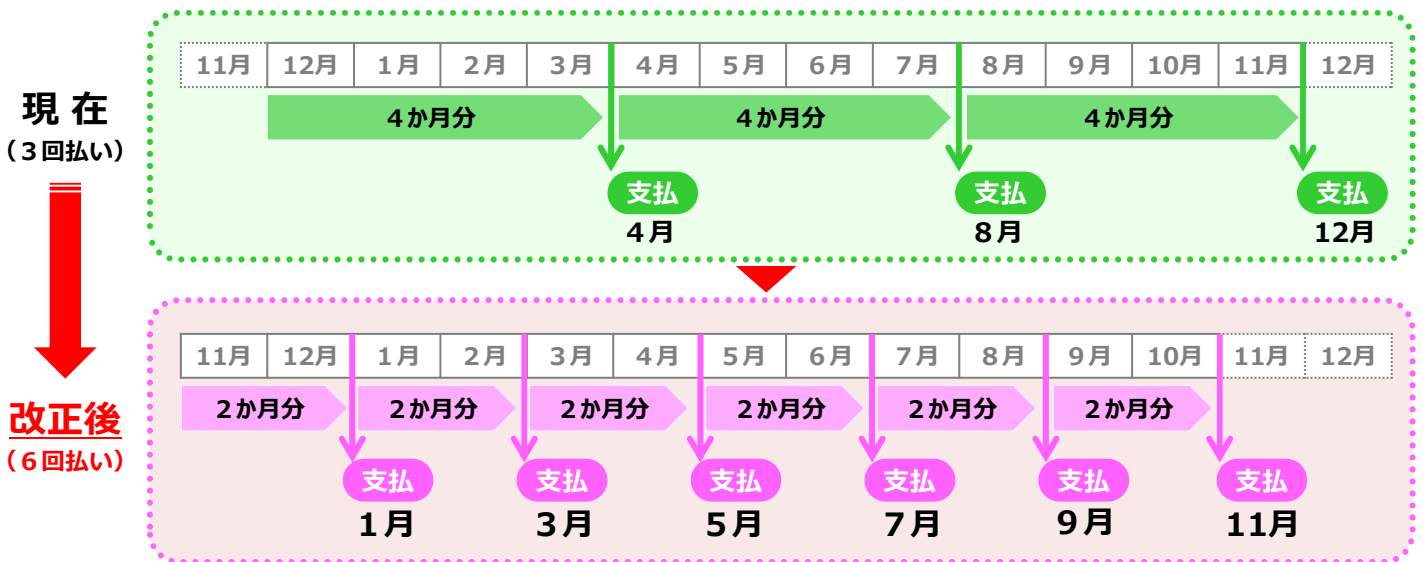 11月 12月 1月 2月 3月 4月 5月 6月 7月 8月 9月 10月 11月 12月
現在
（３回払い）
４か月分 ４か月分 ４か月分
支払 支払 支払
4月 8月 12月
11月 12月 1月 2月 3月 4月 5月 6月 7月 8月 9月 10月 11月 12月
改正後
（６回払い）
２か月分 ２か月分 ２か月分 ２か月分 ２か月分 ２か月分
支払 支払 支払 支払 支払 支払
1月 3月 5月 7月 9月 11月